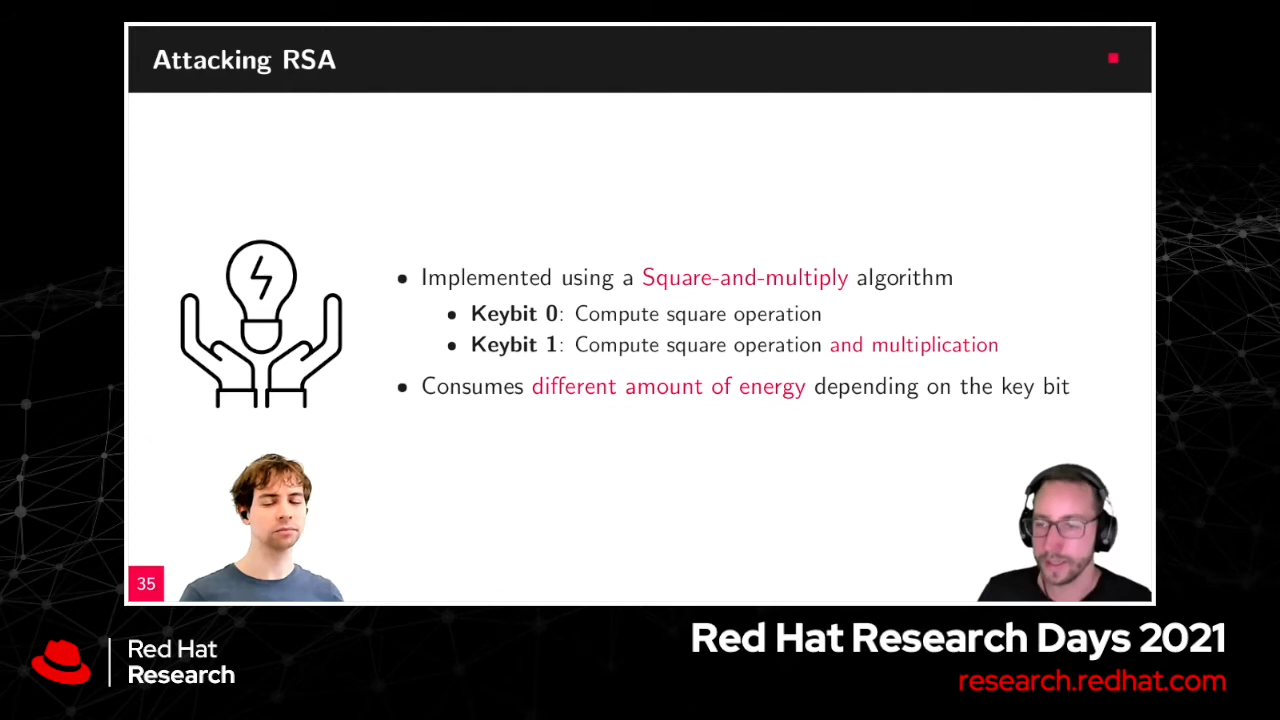 Attacking RSA
• Implemented using a Square-and-multiply algorithm
• Keybit 0: Compute square operation
• Keybit 1: Compute square operation and multiplication
• Consumes different amount of energy depending on the key bit
35
Red Hat
Research
Red Hat Research Days 2021
research.redhat.com